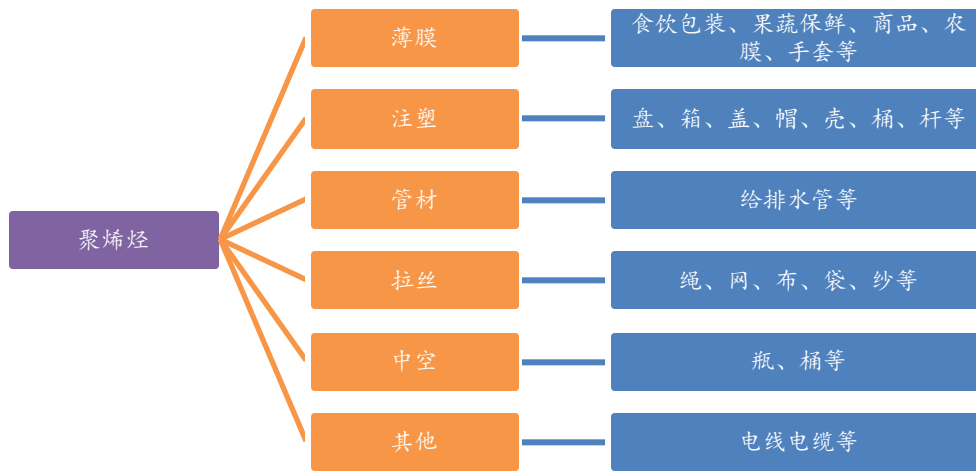 薄膜
食饮包装、果蔬保鲜、商品、农
膜、手套等
注塑
盘、箱、盖、帽、壳、桶、杆等
管材
给排水管等
聚烯烃
拉丝
绳、网、布、袋、纱等
中空
瓶、桶等
其他
电线电缆等